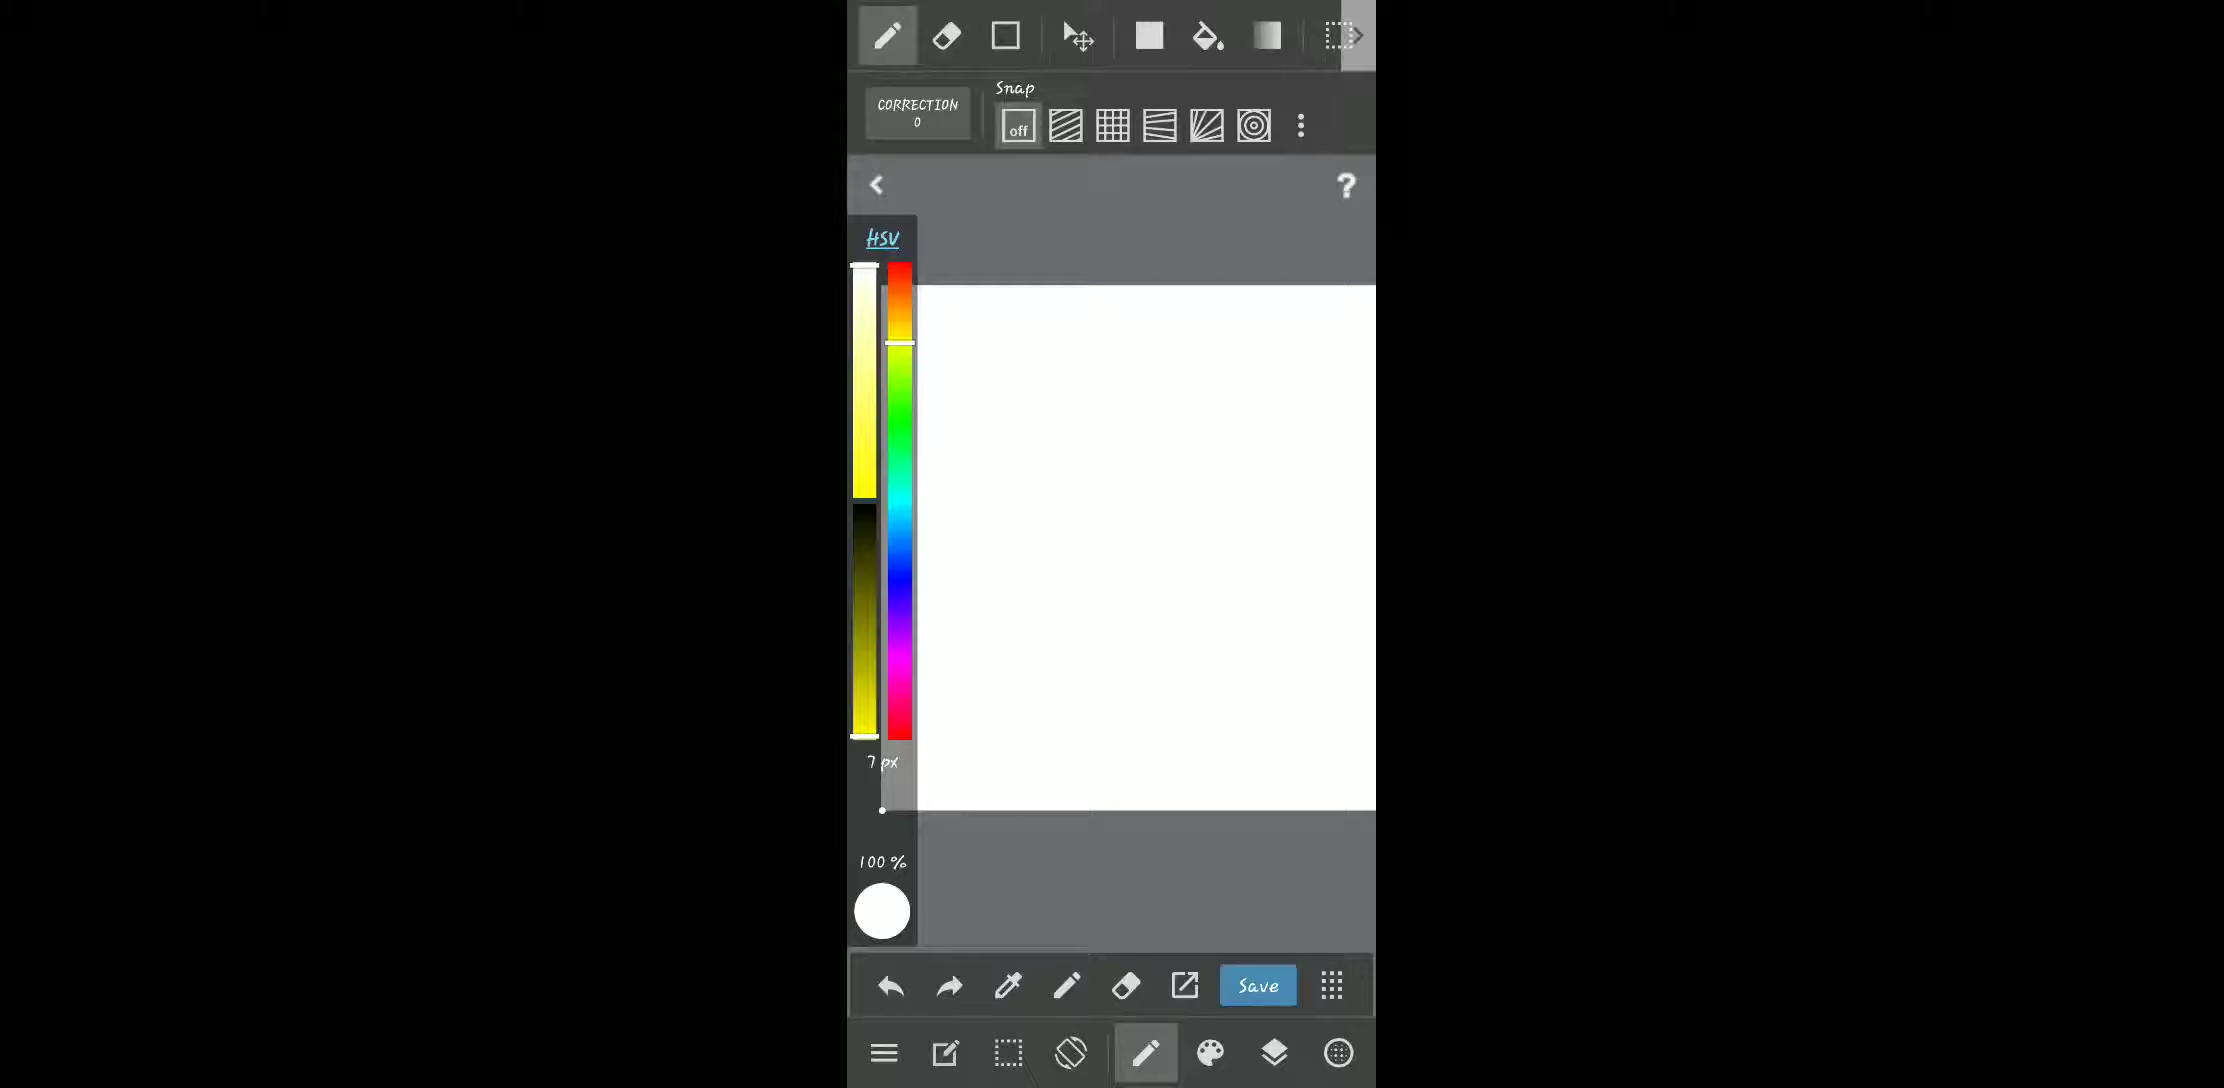 Snap
CORRECTION
0
off
?
HSV
7 px
100 %
Save